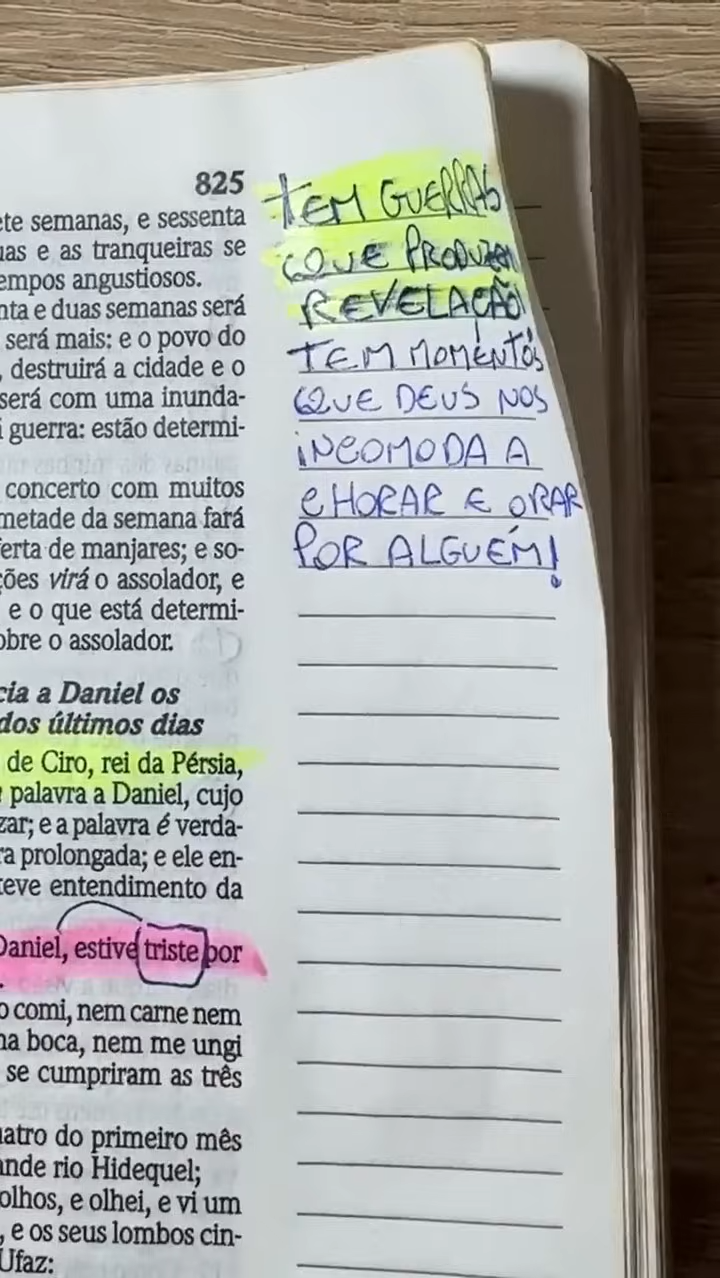 825
ete semanas, e sessenta
uas e as tranqueiras se
empos angustiosos.
nta e duas semanas será
será mais: e o povo do
, destruirá a cidade e o
será com uma inunda-
guerra: estão determi-
concerto com muitos
metade da semana fará
ferta de manjares; e so-
ções virá o assolador, e
e o que está determi-
obre o assolador.
cia a Daniel os
dos últimos dias
de Ciro, rei da Pérsia,
palavra a Daniel, cujo
zar; e a palavra é verda-
ra prolongada; e ele en-
teve entendimento da
Daniel, estive triste por
o comi, nem carne nem
na boca, nem me ungi
se cumpriram as três
uatro do primeiro mês
ande rio Hidequel;
olhos, e olhei, e vi um
, e os seus lombos cin-
Ufaz:
TEM GUERRAS
QUE PRODUZEM
REVELAÇÃO
TEM MOMENTOS
QUE DEUS NOS
INCOMODA A
CHORAR E ORAR
POR ALGUÉM!